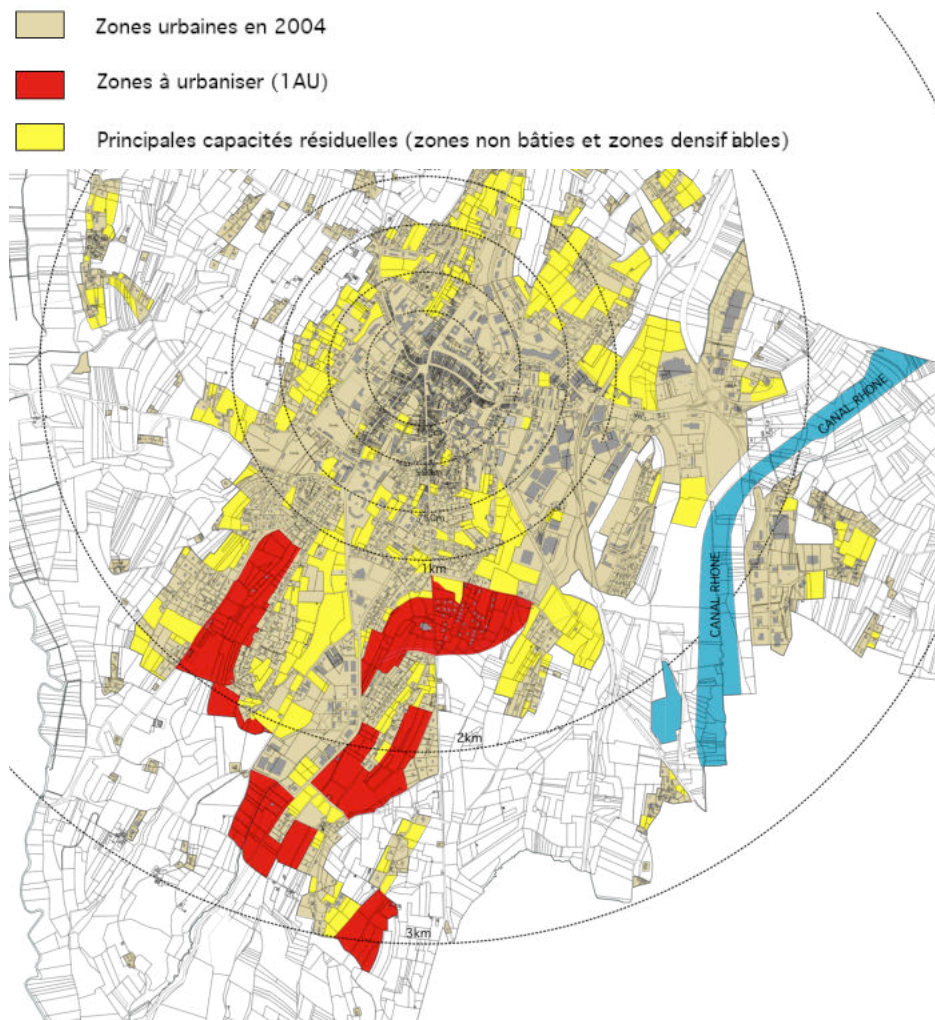 Zones urbaines en 2004
Zones à urbaniser (1AU)
Principales capacités résiduelles (zones non bâties et zones densifiables)
CANAL RHONE
CANAL RHONE
1km
2km
3km